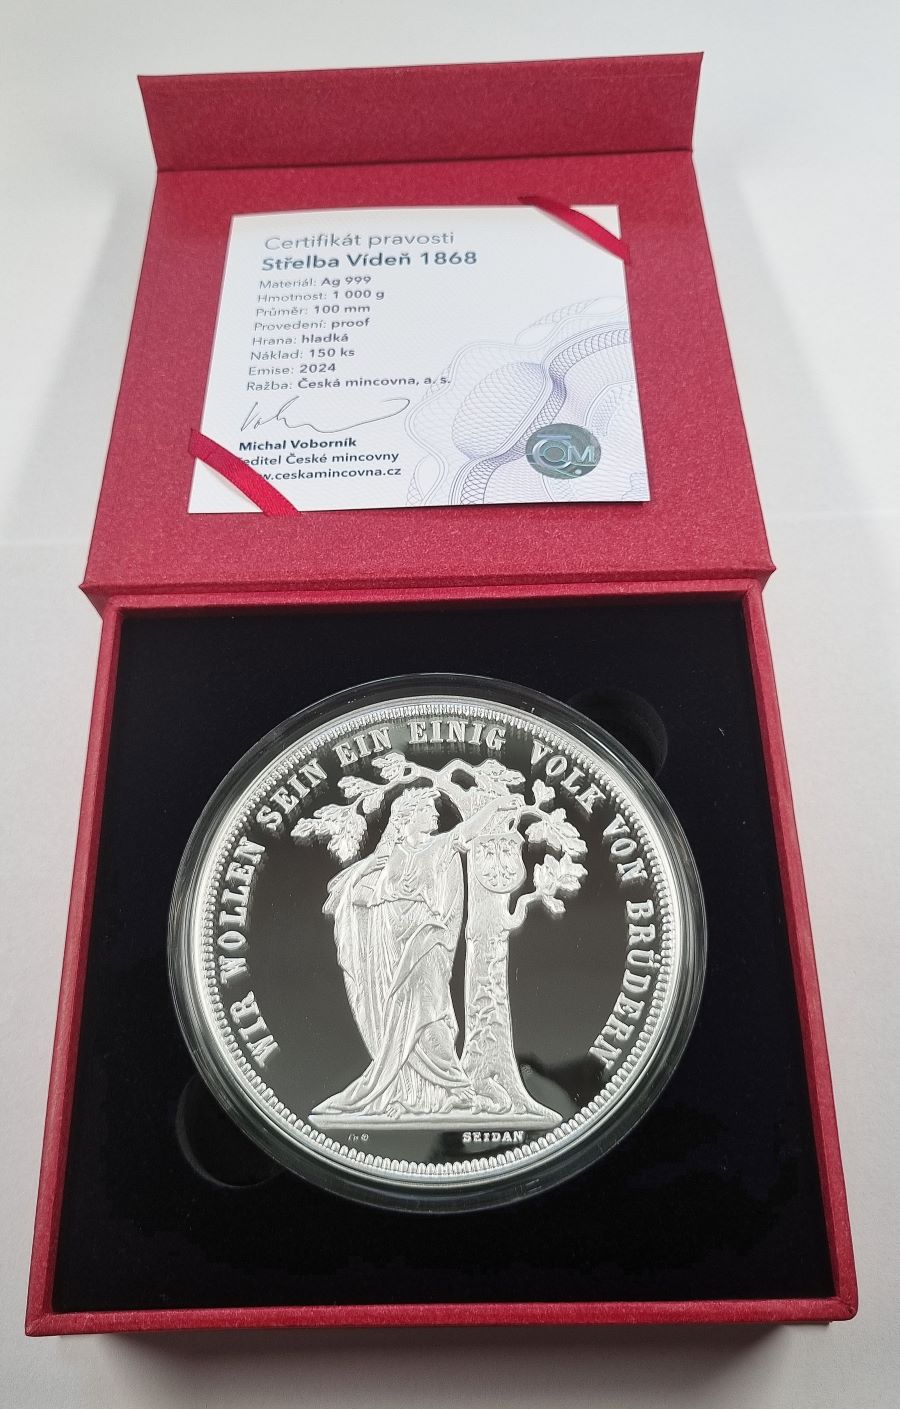 Certifikát pravosti
Střelba Vídeň 1868
Materiál: Ag 999
Hmotnost: 1 000 g
Průměr: 100 mm
Provedení: proof
Hrana: hladká
Náklad: 150 ks
Emise: 2024
Ražba: Česká mincovna, a. s.
Michal Voborník
editel České mincovny
w.ceskamincovna.cz
ČM
WIR WOLLEN SEIN EIN EINIG VOLK VON BRÜDERN
SEIDAN